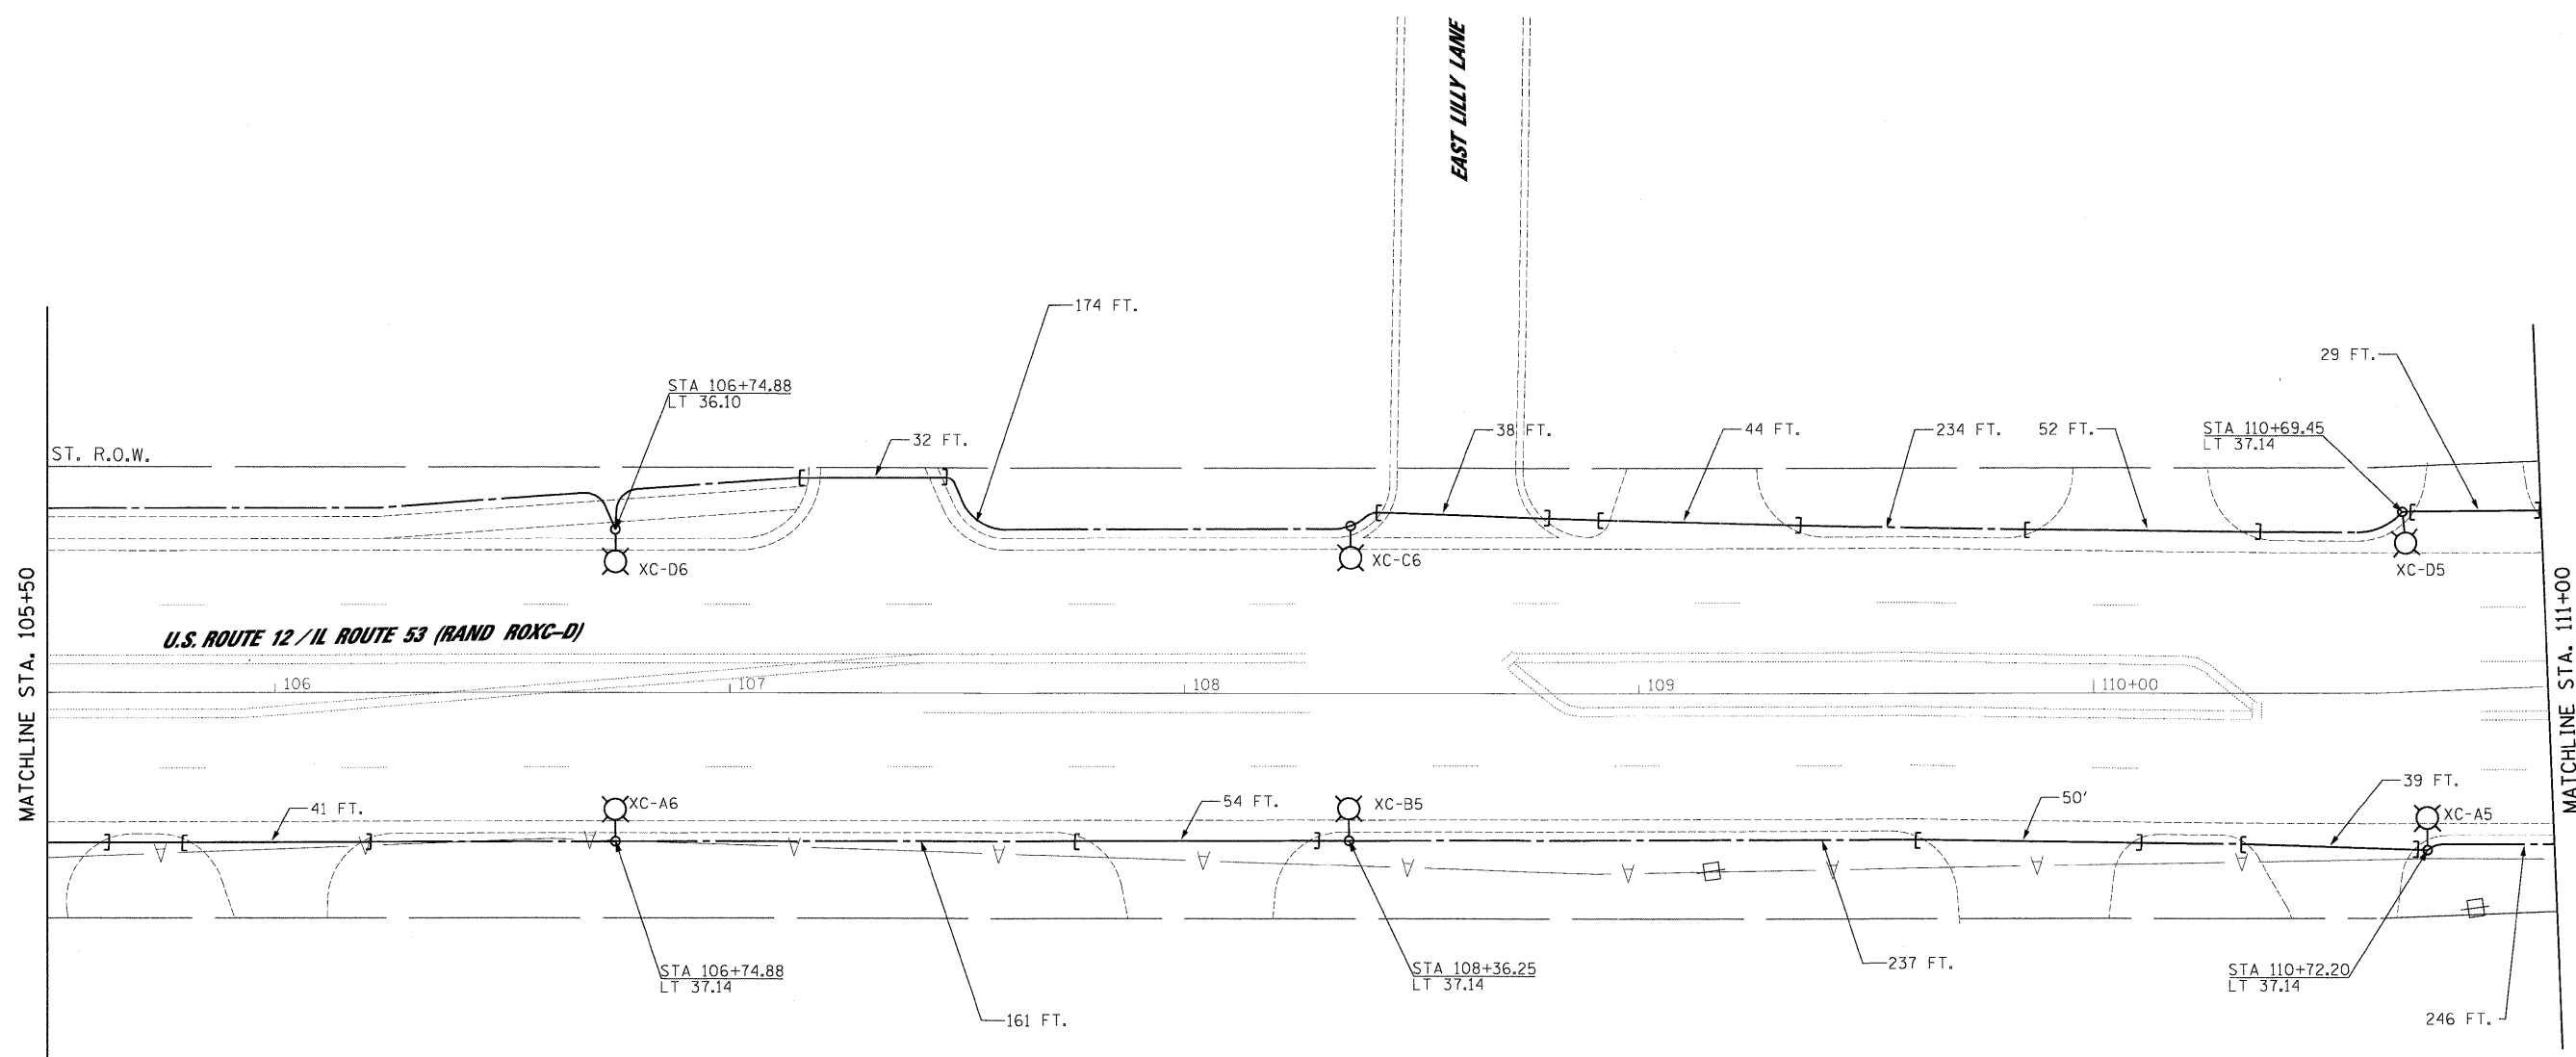 EAST LILLY LANE
174 FT.
29 FT.
STA 106+74.88
LT 36.10
32 FT.
38 FT.
44 FT.
234 FT.
52 FT.
STA 110+69.45
LT 37.14
ST. R.O.W.
XC-D6
XC-C6
XC-D5
MATCHLINE STA. 105+50
U.S. ROUTE 12 / IL ROUTE 53 (RAND ROXC-D)
MATCHLINE STA. 111+00
106
107
108
109
110+00
41 FT.
XC-A6
54 FT.
XC-B5
50'
39 FT.
XC-A5
STA 106+74.88
LT 37.14
161 FT.
STA 108+36.25
LT 37.14
237 FT.
STA 110+72.20
LT 37.14
246 FT.